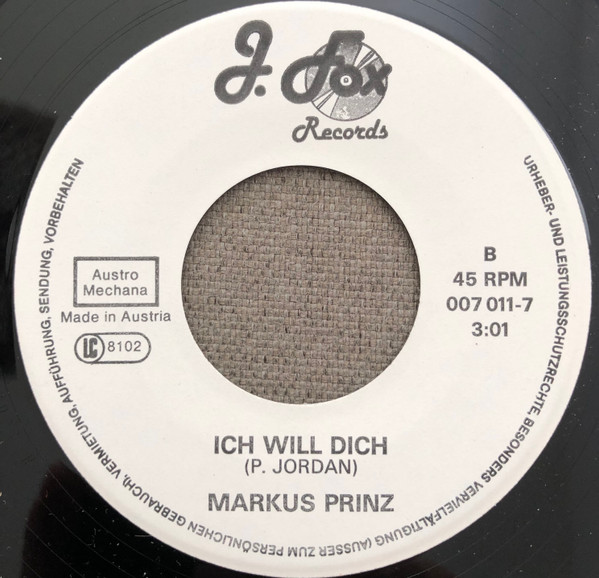 J. Fox
Records
Austro
Mechana
Made in Austria
LC 8102
B
45 RPM
007 011-7
3:01
ICH WILL DICH
(P. JORDAN)
MARKUS PRINZ
URHEBER- UND LEISTUNGSSCHUTZRECHTE, BESONDERS VERVIELFÄLTIGUNG (AUSSER ZUM PERSÖNLICHEN GEBRAUCH), VERMIETUNG, AUFFÜHRUNG, SENDUNG, VORBEHALTEN